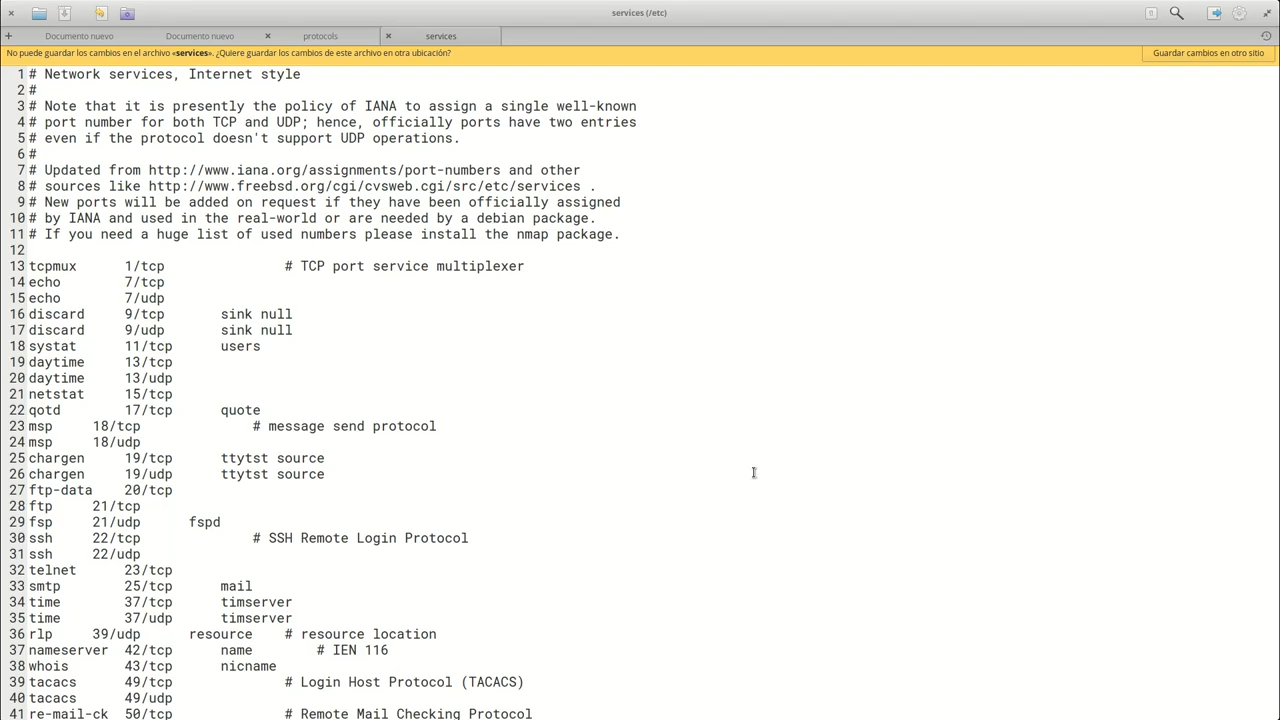 services (/etc)
Documento nuevo
Documento nuevo
protocols
services
No puede guardar los cambios en el archivo «services». ¿Quiere guardar los cambios de este archivo en otra ubicación?
Guardar cambios en otro sitio
1 # Network services, Internet style
2 #
3 # Note that it is presently the policy of IANA to assign a single well-known
4 # port number for both TCP and UDP; hence, officially ports have two entries
5 # even if the protocol doesn't support UDP operations.
6 #
7 # Updated from http://www.iana.org/assignments/port-numbers and other
8 # sources like http://www.freebsd.org/cgi/cvsweb.cgi/src/etc/services .
9 # New ports will be added on request if they have been officially assigned
10 # by IANA and used in the real-world or are needed by a debian package.
11 # If you need a huge list of used numbers please install the nmap package.
12
13 tcpmux 1/tcp # TCP port service multiplexer
14 echo 7/tcp
15 echo 7/udp
16 discard 9/tcp sink null
17 discard 9/udp sink null
18 systat 11/tcp users
19 daytime 13/tcp
20 daytime 13/udp
21 netstat 15/tcp
22 qotd 17/tcp quote
23 msp 18/tcp # message send protocol
24 msp 18/udp
25 chargen 19/tcp ttytst source
26 chargen 19/udp ttytst source
27 ftp-data 20/tcp
28 ftp 21/tcp
29 fsp 21/udp fspd
30 ssh 22/tcp # SSH Remote Login Protocol
31 ssh 22/udp
32 telnet 23/tcp
33 smtp 25/tcp mail
34 time 37/tcp timserver
35 time 37/udp timserver
36 rlp 39/udp resource # resource location
37 nameserver 42/tcp name # IEN 116
38 whois 43/tcp nicname
39 tacacs 49/tcp # Login Host Protocol (TACACS)
40 tacacs 49/udp
41 re-mail-ck 50/tcp # Remote Mail Checking Protocol